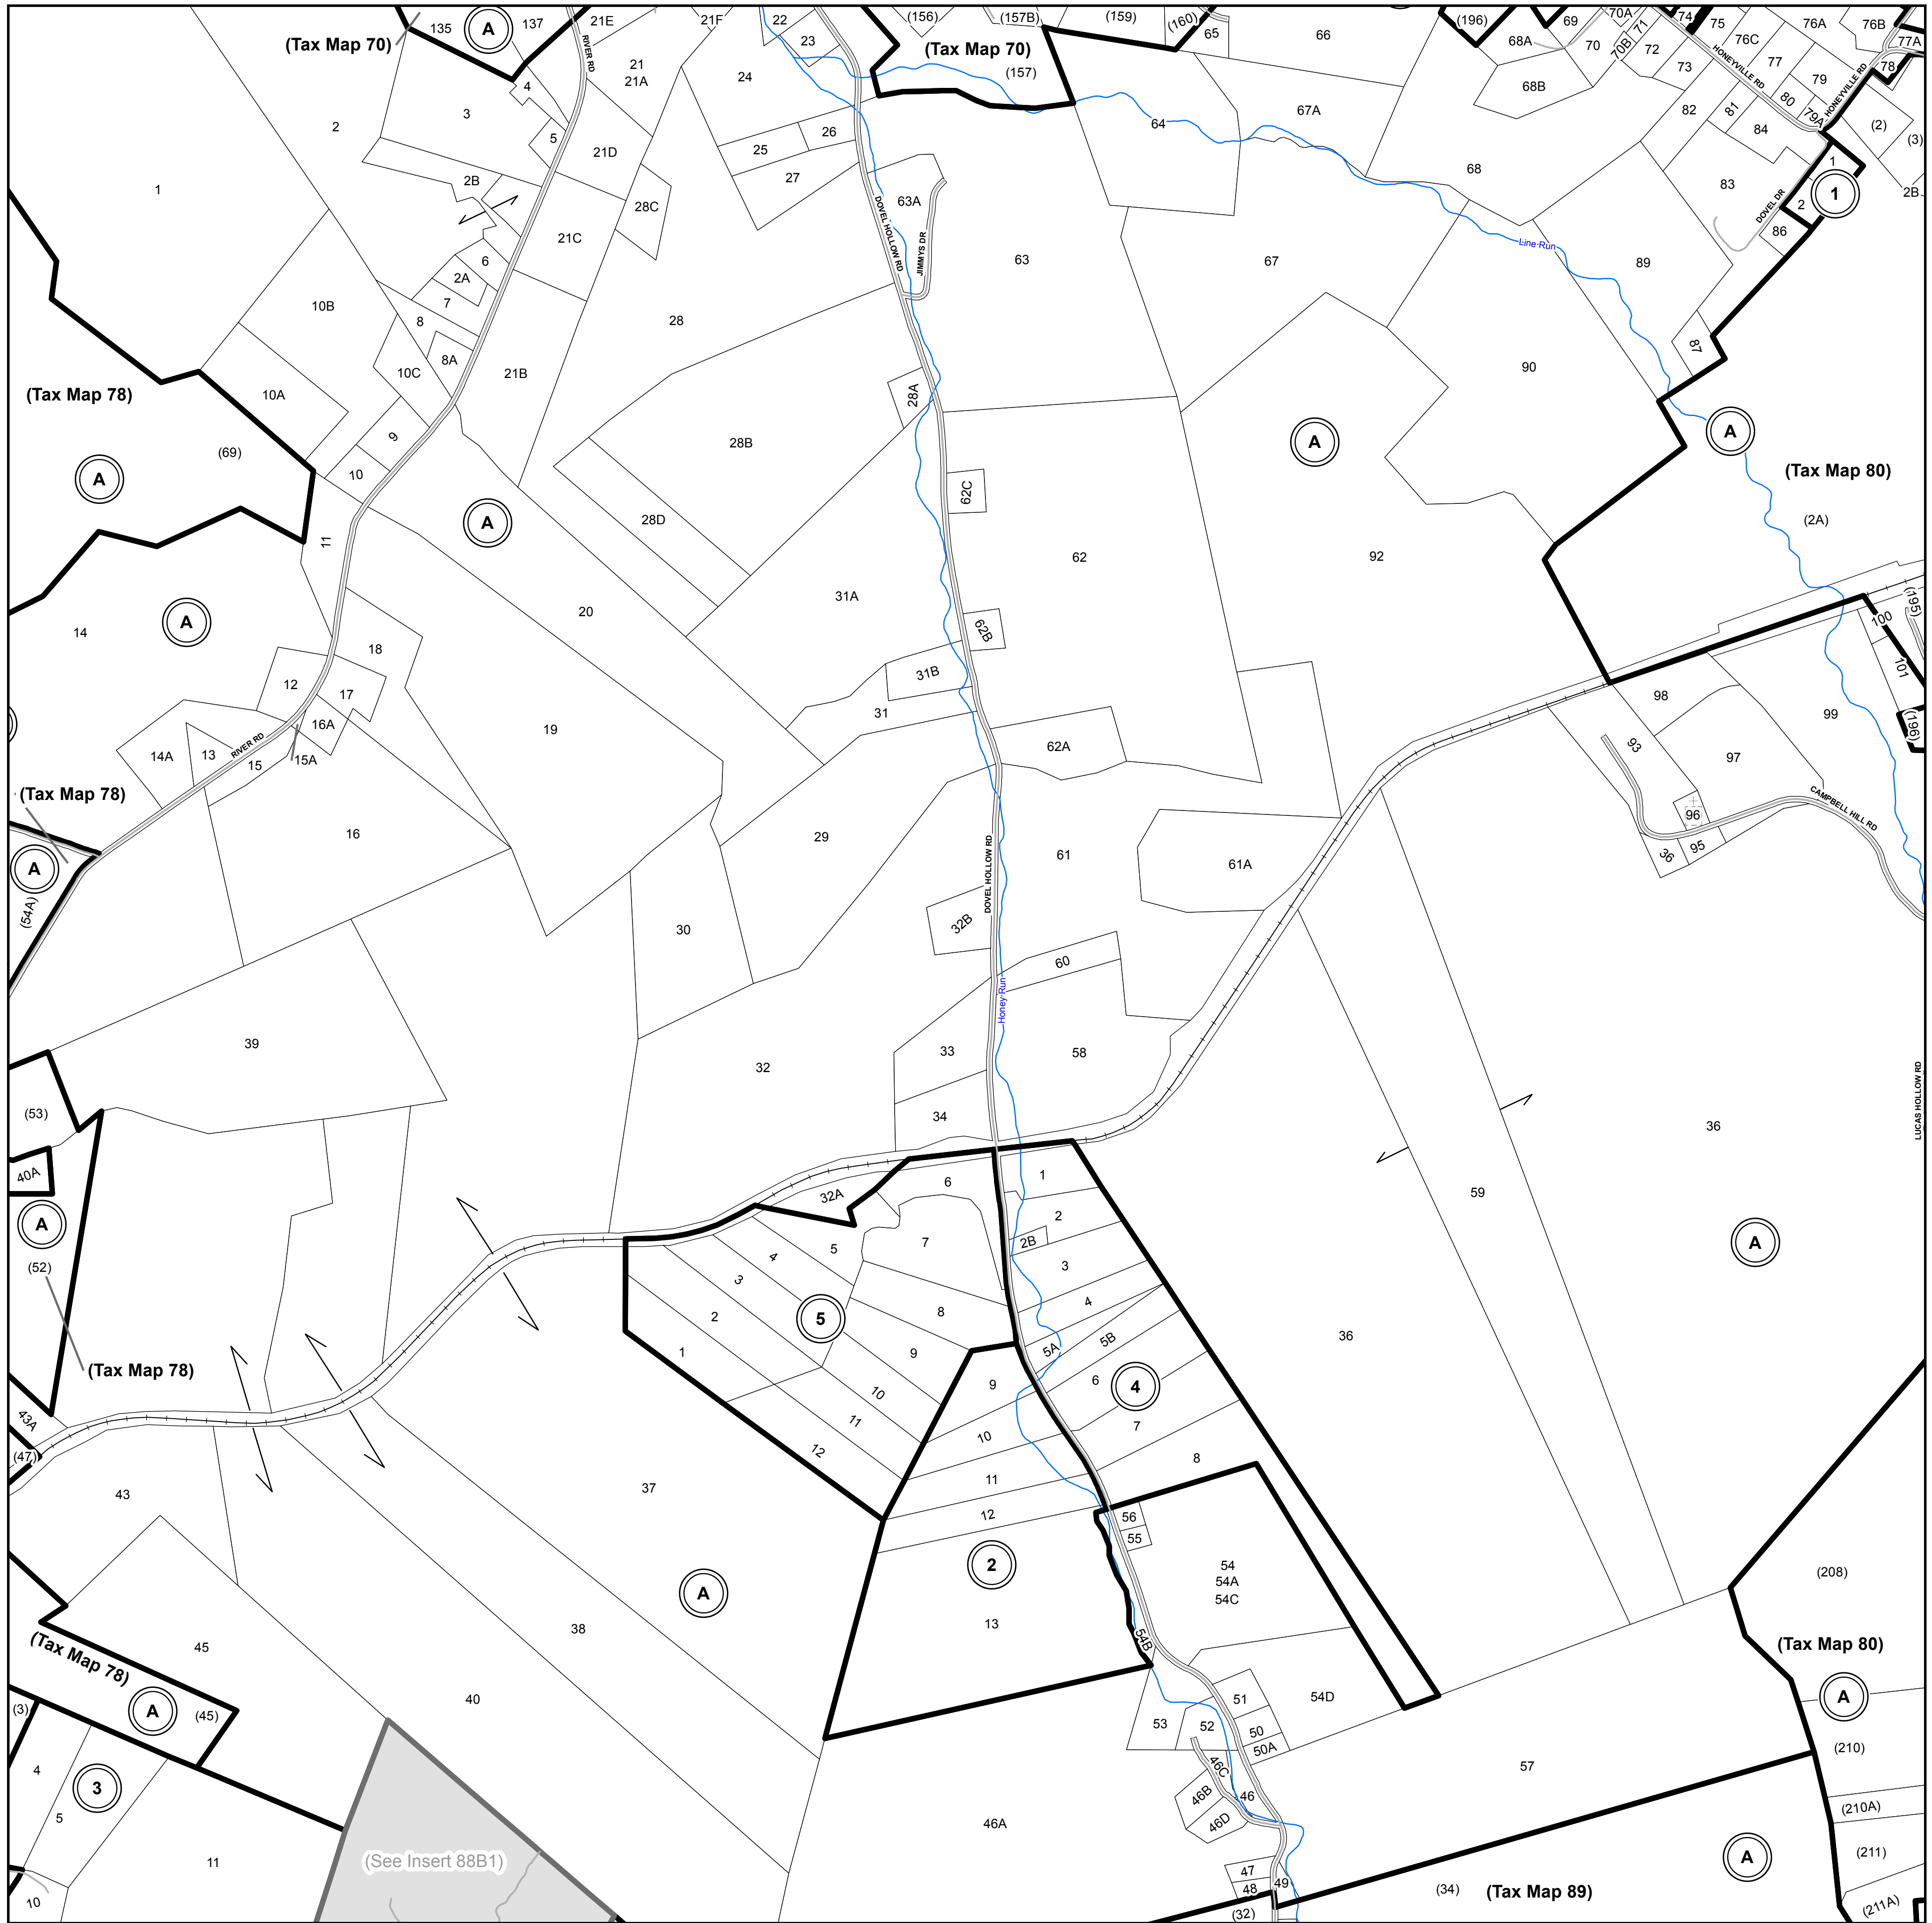 135
A
137
21E
21F
22
23
(156)
(157B)
(159)
(160)
65
66
(196)
69
70A
71
74
75
76C
76A
76B
77A
(Tax Map 70)
RIVER RD
21
21A
24
(Tax Map 70)
(157)
68A
70
70B
72
73
HONEYVILLE RD
77
79
78
HONEYVILLE RD
4
3
2
5
21D
25
26
27
64
67A
68B
82
81
80
79A
84
(2)
(3)
1
2B
28C
21C
63A
DOVEL HOLLOW RD
JIMMYS DR
63
67
68
83
DOVEL DR
1
1
2
86
2B
Line Run
89
6
2A
7
8
8A
10B
10C
10A
21B
28
28A
28B
90
87
(Tax Map 78)
A
(69)
9
10
A
28D
62C
A
A
(Tax Map 80)
(2A)
11
14
A
20
31A
62
92
62B
(195)
100
101
18
12
17
16A
31B
31
98
99
(196)
14A
13
RIVER RD
15
15A
19
62A
93
97
(Tax Map 78)
A
(54A)
16
29
DOVEL HOLLOW RD
61
61A
96
36
95
CAMPBELL HILL RD
30
32B
60
Honey Run
39
32
33
58
34
(53)
LUCAS HOLLOW RD
36
40A
A
(52)
59
A
32A
6
1
2
2B
7
5
4
3
3
2
5
8
4
5A
5B
36
1
9
9
6
4
(Tax Map 78)
10
7
43A
11
10
8
12
(47)
43
37
11
12
56
55
2
54
54A
54C
A
(208)
13
38
54B
45
(Tax Map 78)
(Tax Map 80)
40
A
(45)
(3)
51
54D
A
53
52
50
50A
(210)
4
3
46C
57
46B
46
46D
46A
(210A)
5
(See Insert 88B1)
11
A
(211)
47
48
49
(34)
(Tax Map 89)
10
(32)
(211A)